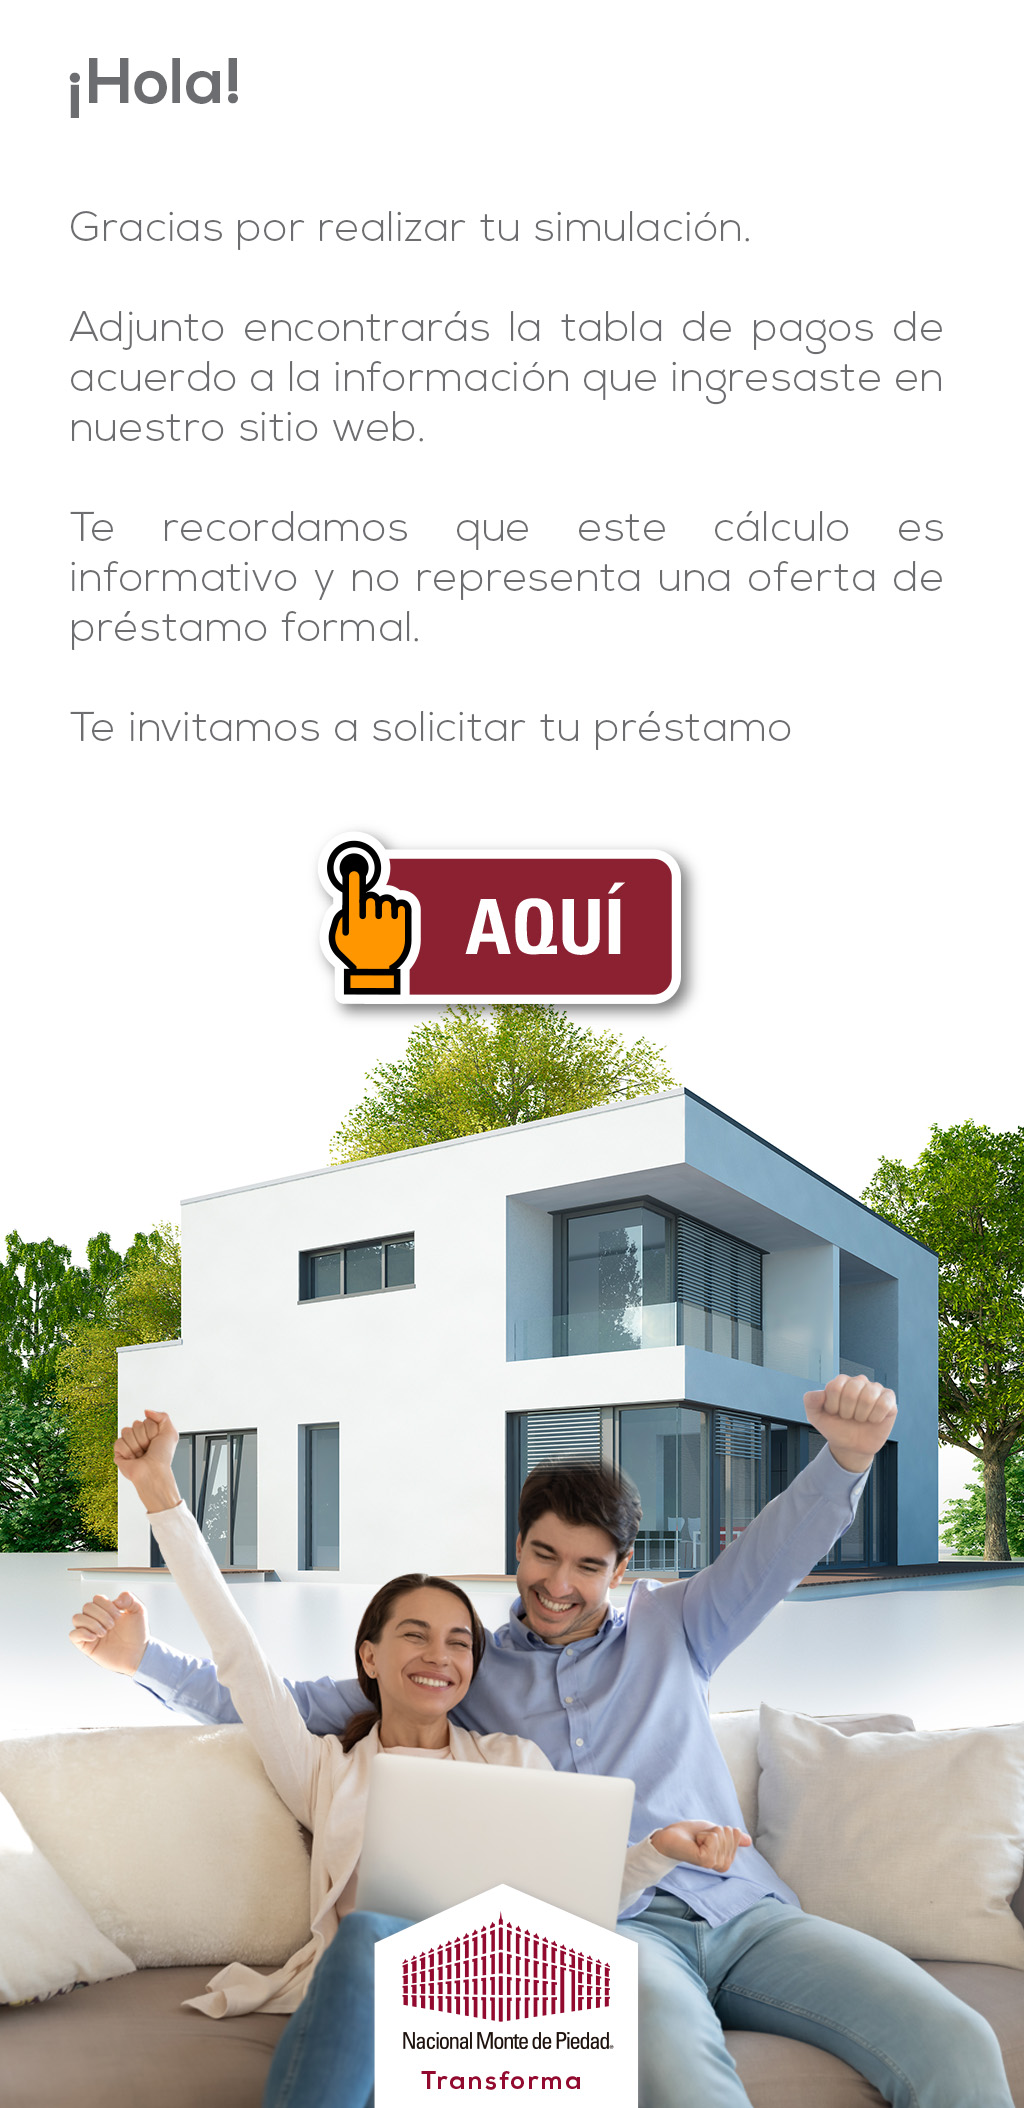 ¡Hola!
Gracias por realizar tu simulación.
Adjunto encontrarás la tabla de pagos de
acuerdo a la información que ingresaste en
nuestro sitio web.
Te recordamos que este cálculo es
informativo y no representa una oferta de
préstamo formal.
Te invitamos a solicitar tu préstamo
AQUÍ
Nacional Monte de Piedad
Transforma